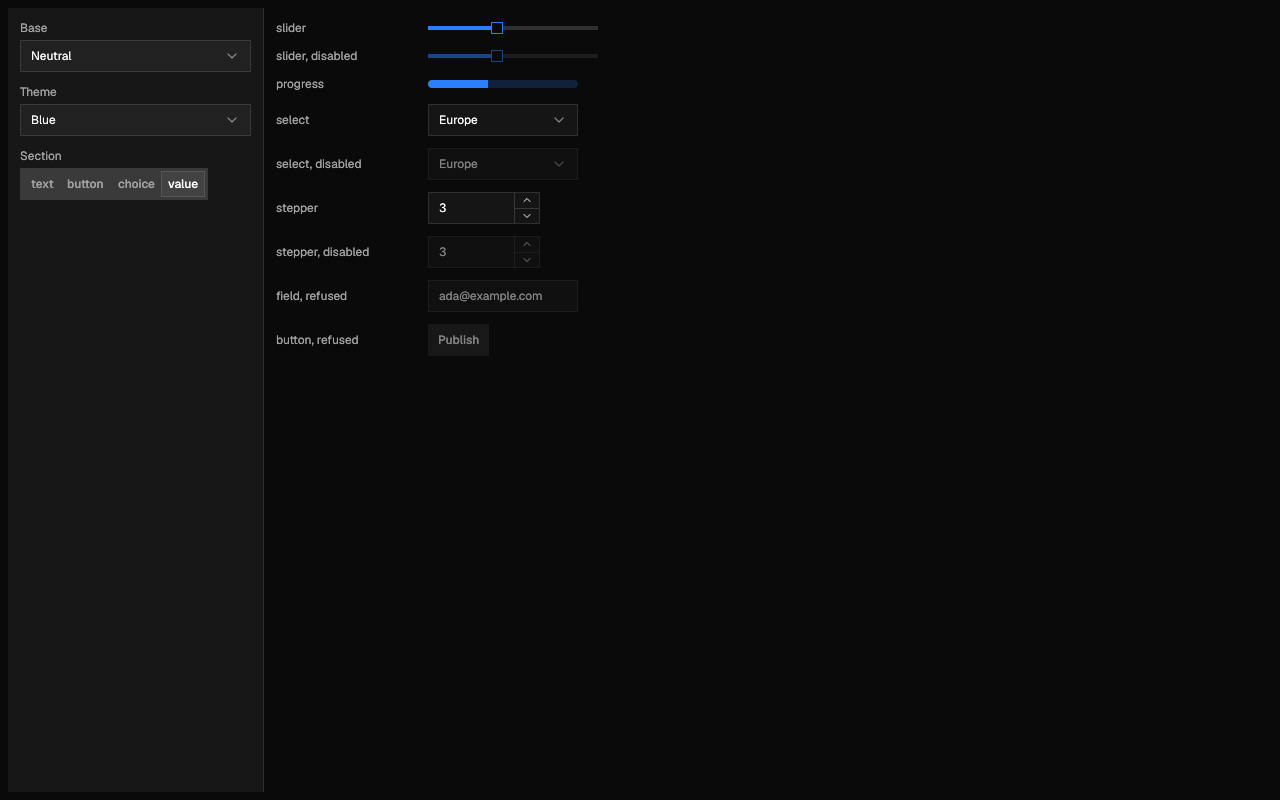 Base
Neutral
Theme
Blue
Section
text button choice value
slider
slider, disabled
progress
select Europe
select, disabled Europe
stepper 3
stepper, disabled 3
field, refused ada@example.com
button, refused Publish